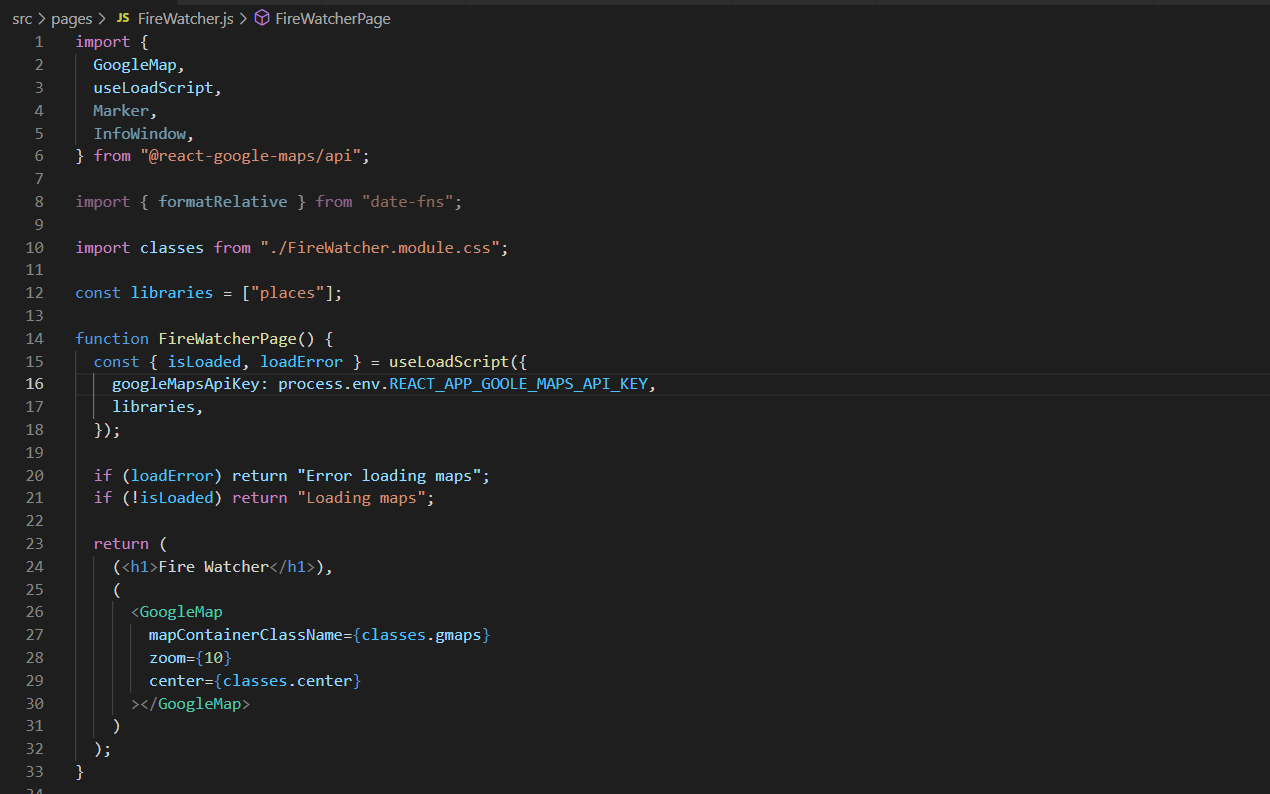 src > pages > JS FireWatcher.js > FireWatcherPage
1 import {
2 GoogleMap,
3 useLoadScript,
4 Marker,
5 InfoWindow,
6 } from "@react-google-maps/api";
7
8 import { formatRelative } from "date-fns";
9
10 import classes from "./FireWatcher.module.css";
11
12 const libraries = ["places"];
13
14 function FireWatcherPage() {
15 const { isLoaded, loadError } = useLoadScript({
16 googleMapsApiKey: process.env.REACT_APP_GOOLE_MAPS_API_KEY,
17 libraries,
18 });
19
20 if (loadError) return "Error loading maps";
21 if (!isLoaded) return "Loading maps";
22
23 return (
24 (<h1>Fire Watcher</h1>),
25 (
26 <GoogleMap
27 mapContainerClassName={classes.gmaps}
28 zoom={10}
29 center={classes.center}
30 ></GoogleMap>
31 )
32 );
33 }
34